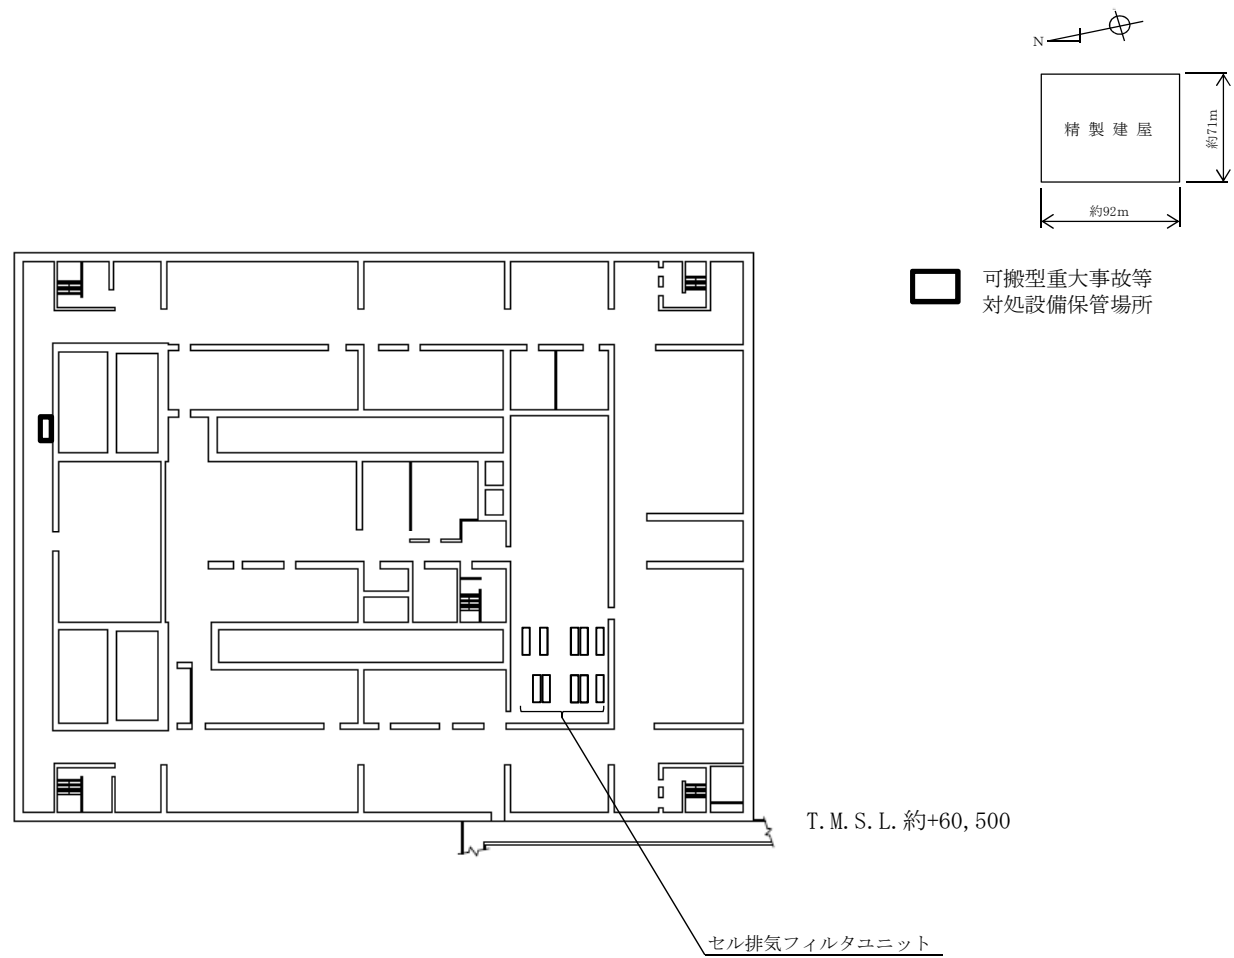 N
精製建屋
約71m
約92m
可搬型重大事故等
対処設備保管場所
T.M.S.L.約+60,500
セル排気フィルタユニット